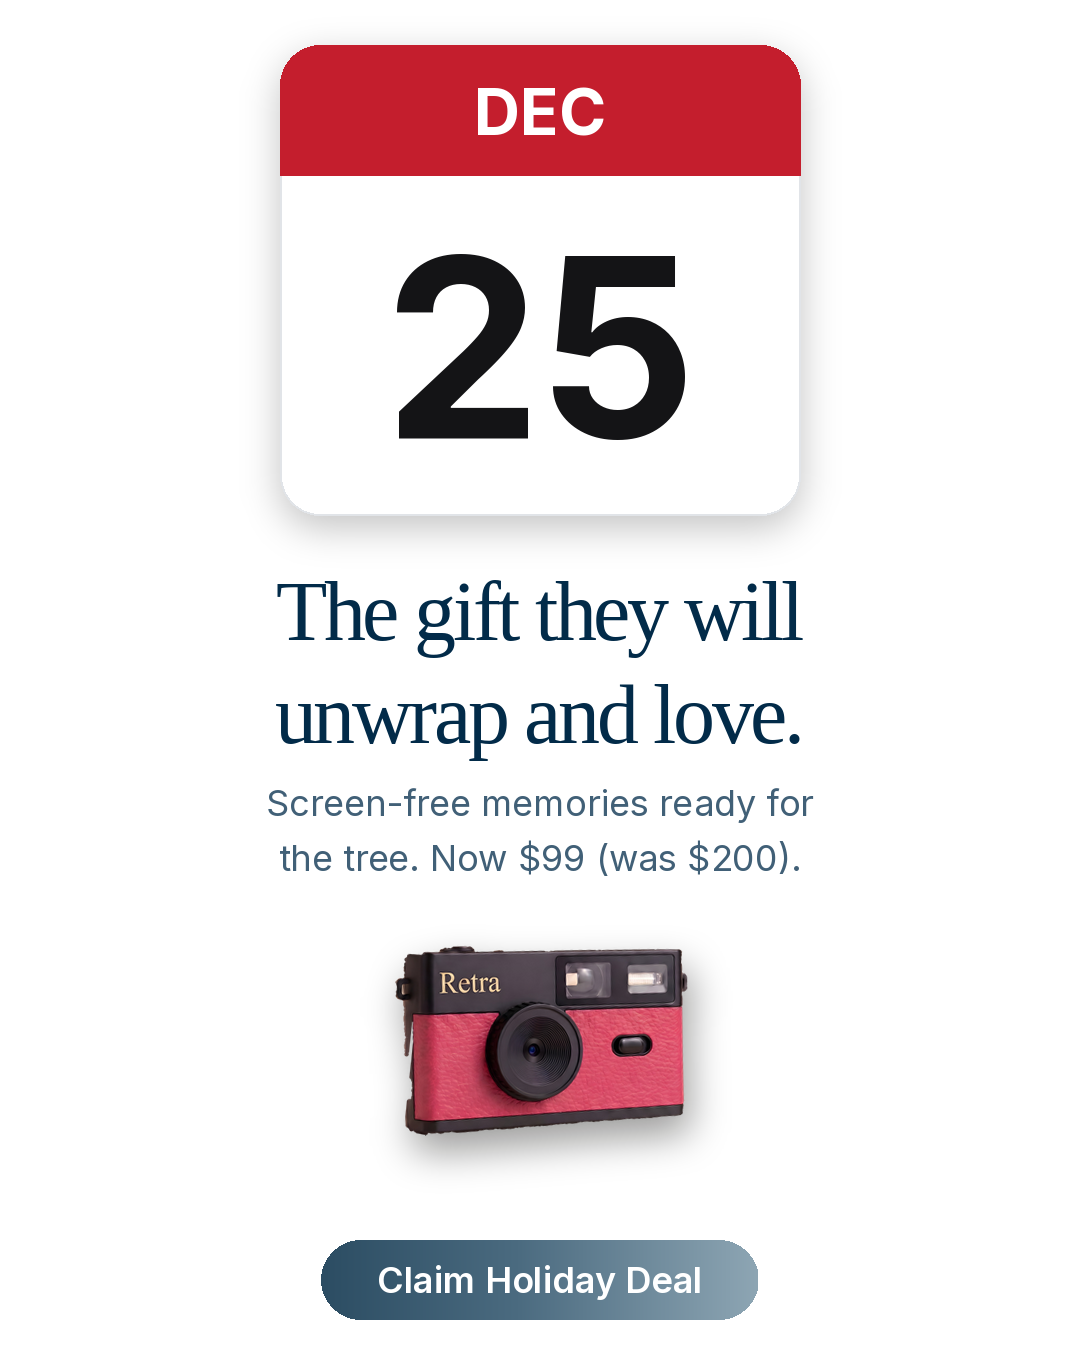 DEC
25
The gift they will
unwrap and love.
Screen-free memories ready for
the tree. Now $99 (was $200).
Retra
Claim Holiday Deal